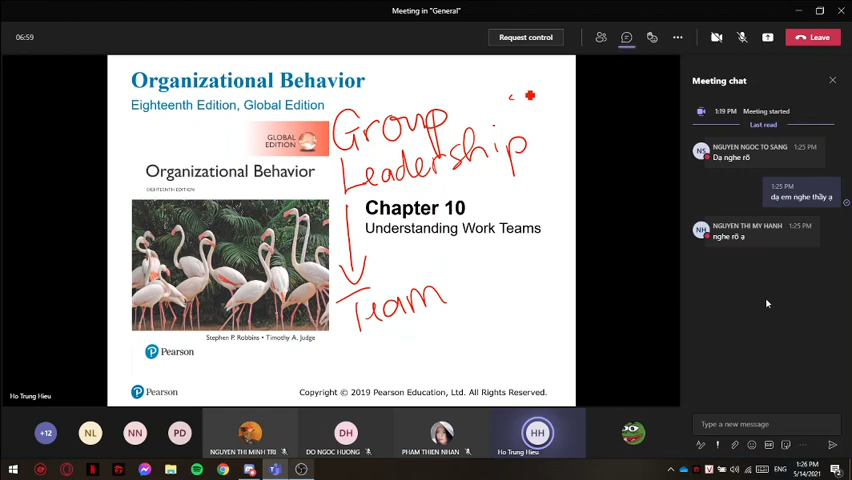 Meeting in "General"
06:59
Request control
Leave
Organizational Behavior
Eighteenth Edition, Global Edition
GLOBAL
EDITION
Organizational Behavior
EIGHTEENTH EDITION
Group
Leadership
Chapter 10
Understanding Work Teams
Team
Stephen P. Robbins • Timothy A. Judge
Pearson
Pearson
Copyright © 2019 Pearson Education, Ltd. All Rights Reserved.
Ho Trung Hieu
Meeting chat
1:19 PM Meeting started
Last read
NS
NGUYEN NGOC TO SANG 1:25 PM
Dạ nghe rõ
1:25 PM
dạ em nghe thầy ạ
NH
NGUYEN THI MY HANH 1:25 PM
nghe rõ ạ
Type a new message
+12
NL
NN
PD
NGUYEN THI MINH TRI
DH
DO NGOC HUONG
PHAM THIEN NHAN
HH
Ho Trung Hieu
ENG
1:26 PM
5/14/2021